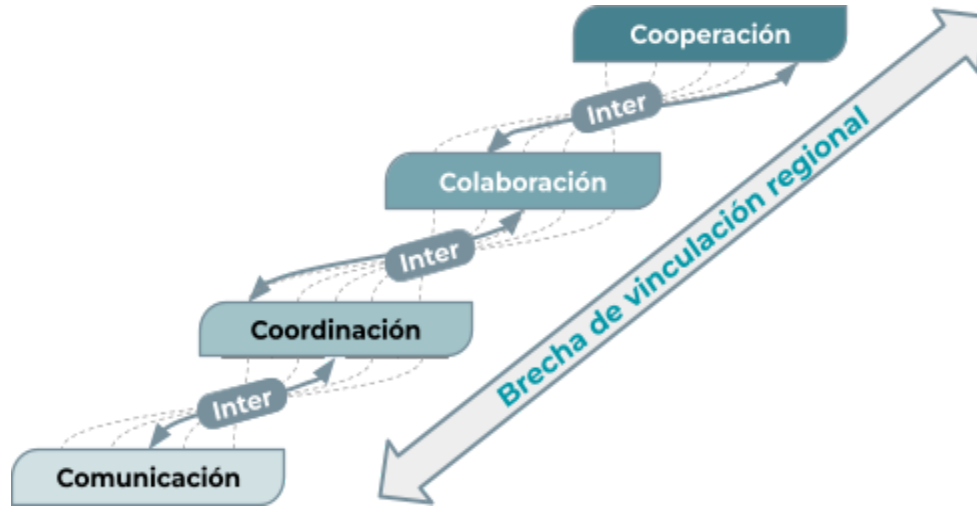 Cooperación
Inter
Colaboración
Inter
Coordinación
Inter
Comunicación
Brecha de vinculación regional